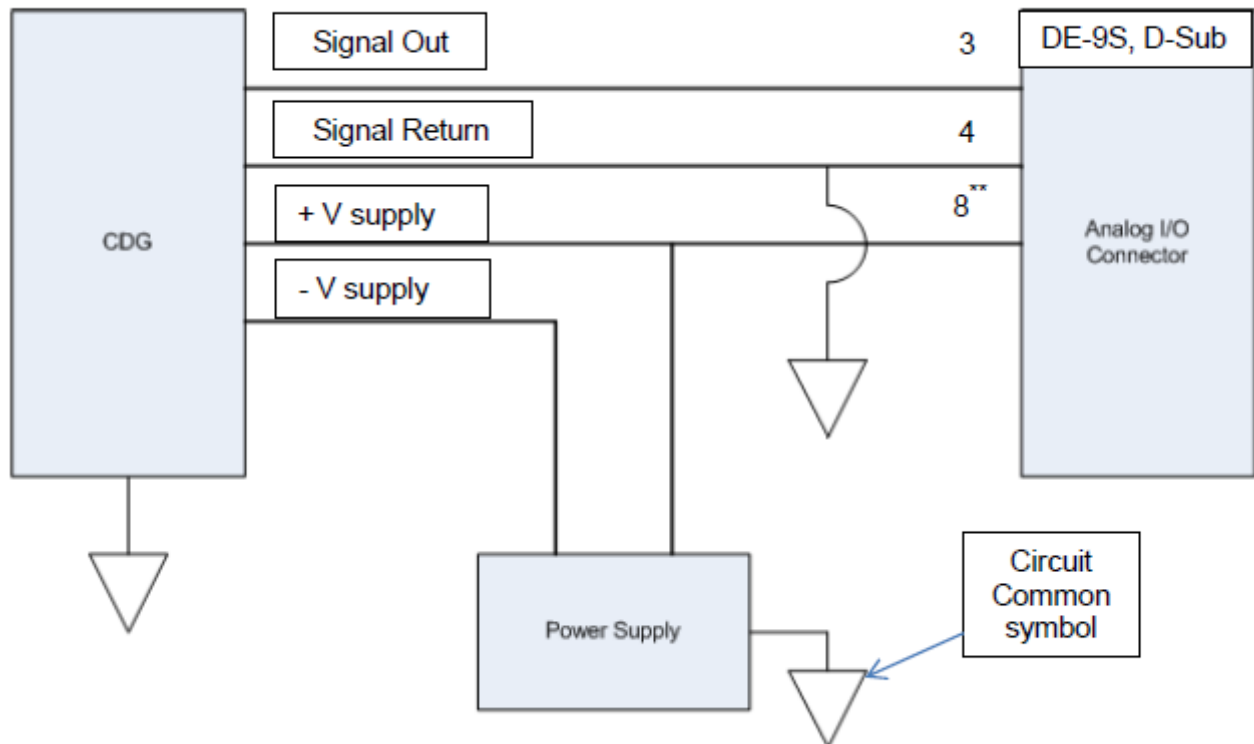 Signal Out
3
DE-9S, D-Sub
Signal Return
4
+ V supply
8**
CDG
Analog I/O
Connector
- V supply
Circuit
Common
symbol
Power Supply